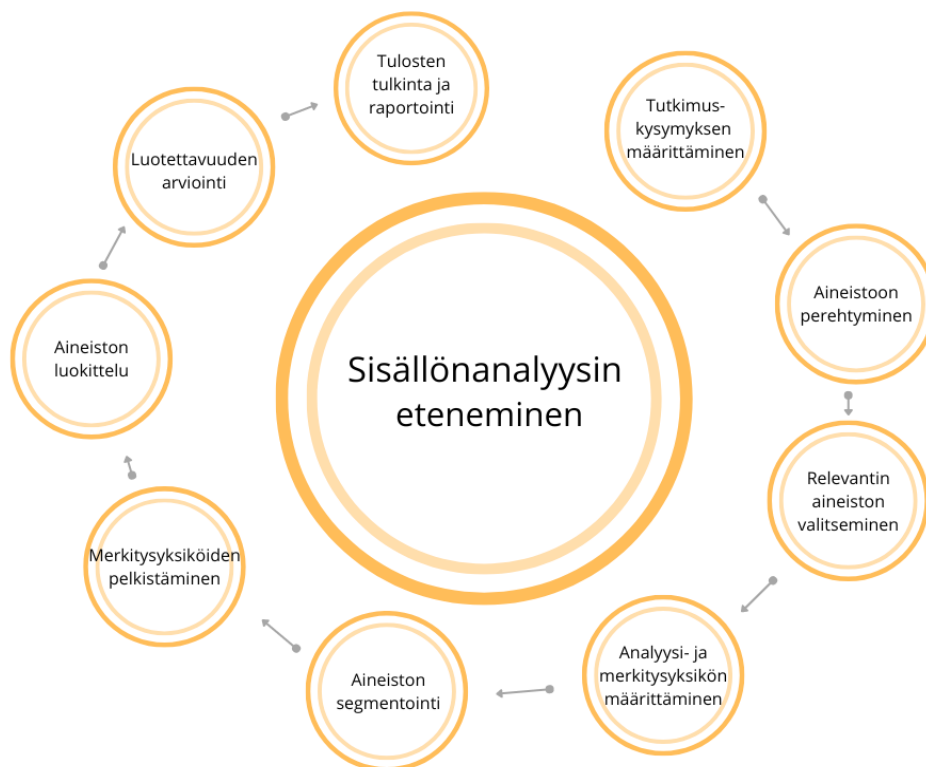 Sisällönanalyysin
eteneminen
Tutkimus-
kysymyksen
määrittäminen
Aineistoon
perehtyminen
Relevantin
aineiston
valitseminen
Analyysi- ja
merkitysyksikön
määrittäminen
Aineiston
segmentointi
Merkitysyksiköiden
pelkistäminen
Aineiston
luokittelu
Luotettavuuden
arviointi
Tulosten
tulkinta ja
raportointi